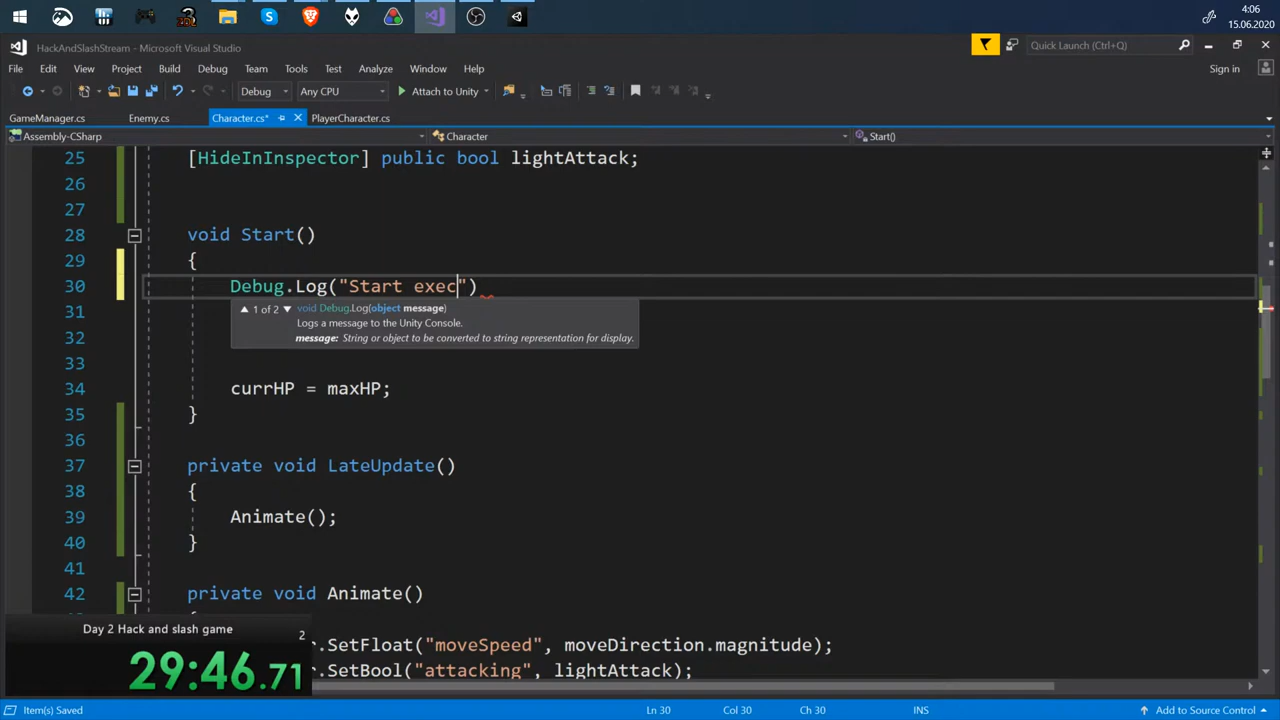 4:06
15.06.2020
HackAndSlashStream - Microsoft Visual Studio
Quick Launch (Ctrl+Q)
File Edit View Project Build Debug Team Tools Test Analyze Window Help
Sign in
Debug Any CPU Attach to Unity
GameManager.cs Enemy.cs Character.cs* PlayerCharacter.cs
Assembly-CSharp Character Start()
25 [HideInInspector] public bool lightAttack;
26
27
28 void Start()
29 {
30 Debug.Log("Start exec")
31 1 of 2 void Debug.Log(object message)
Logs a message to the Unity Console.
32 message: String or object to be converted to string representation for display.
33
34 currHP = maxHP;
35 }
36
37 private void LateUpdate()
38 {
39 Animate();
40 }
41
42 private void Animate()
Day 2 Hack and slash game 2
29:46.71
r.SetFloat("moveSpeed", moveDirection.magnitude);
r.SetBool("attacking", lightAttack);
Item(s) Saved Ln 30 Col 30 Ch 30 INS Add to Source Control